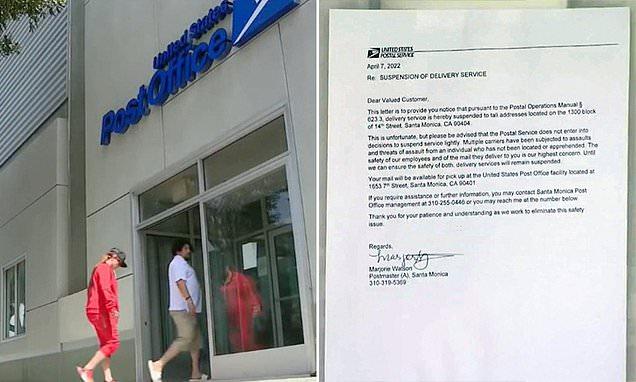 United States
Post Office
UNITED STATES
POSTAL SERVICE
April 7, 2022
Re: SUSPENSION OF DELIVERY SERVICE
Dear Valued Customer,
This letter is to provide you notice that pursuant to the Postal Operations Manual §
623.3, delivery service is hereby suspended to all addresses located on the 1300 block
of 14th Street, Santa Monica, CA 90404.
This is unfortunate, but please be advised that the Postal Service does not enter into
decisions to suspend service lightly. Multiple carriers have been subjected to assaults
and threats of assault from an individual who has not been located or apprehended. The
safety of our employees and of the mail they deliver to you is our highest concern. Until
we can ensure the safety of both, delivery services will remain suspended.
Your mail will be available for pick up at the United States Post Office facility located at
1653 7th Street, Santa Monica, CA 90401.
If you require assistance or further information, you may contact Santa Monica Post
Office management at 310-255-0446 or you may reach me at the number below
Thank you for your patience and understanding as we work to eliminate this safety
issue.
Regards,
Marjorie Watson
Postmaster (A), Santa Monica
310-319-5369